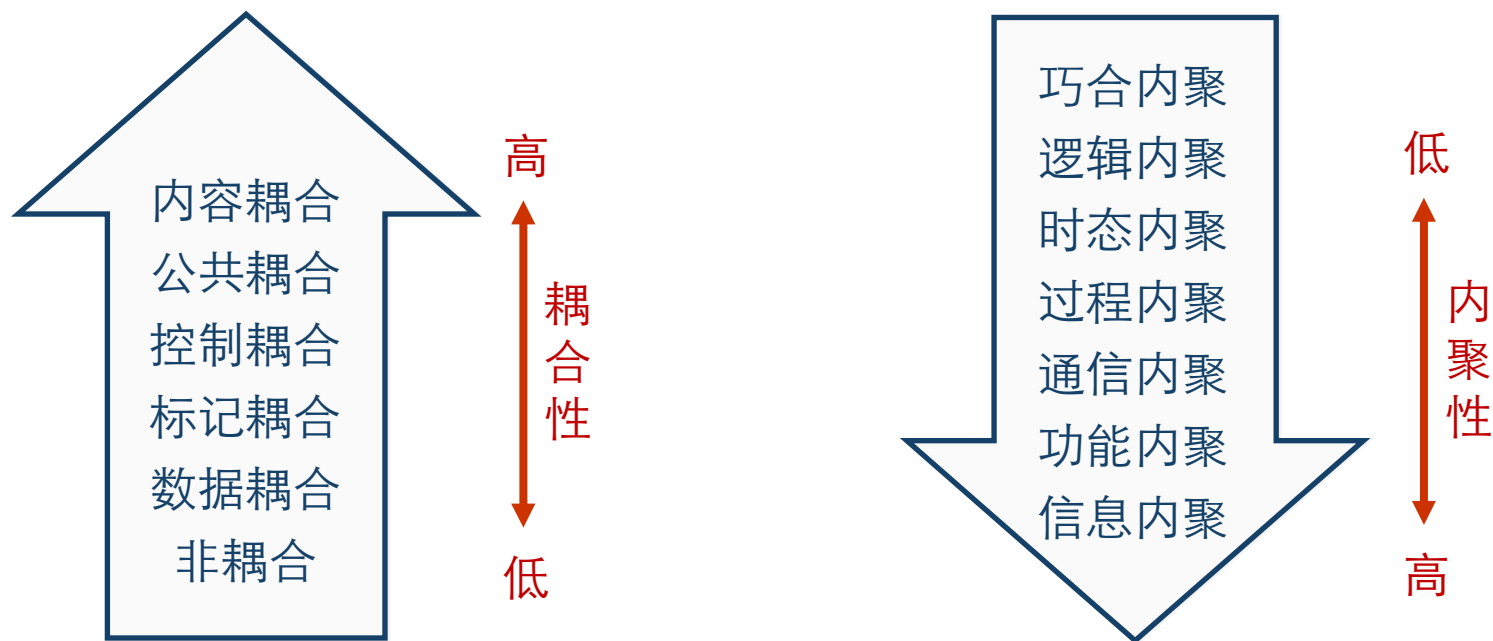 内容耦合
公共耦合
控制耦合
标记耦合
数据耦合
非耦合
高
耦合性
低
巧合内聚
逻辑内聚
时态内聚
过程内聚
通信内聚
功能内聚
信息内聚
低
内聚性
高